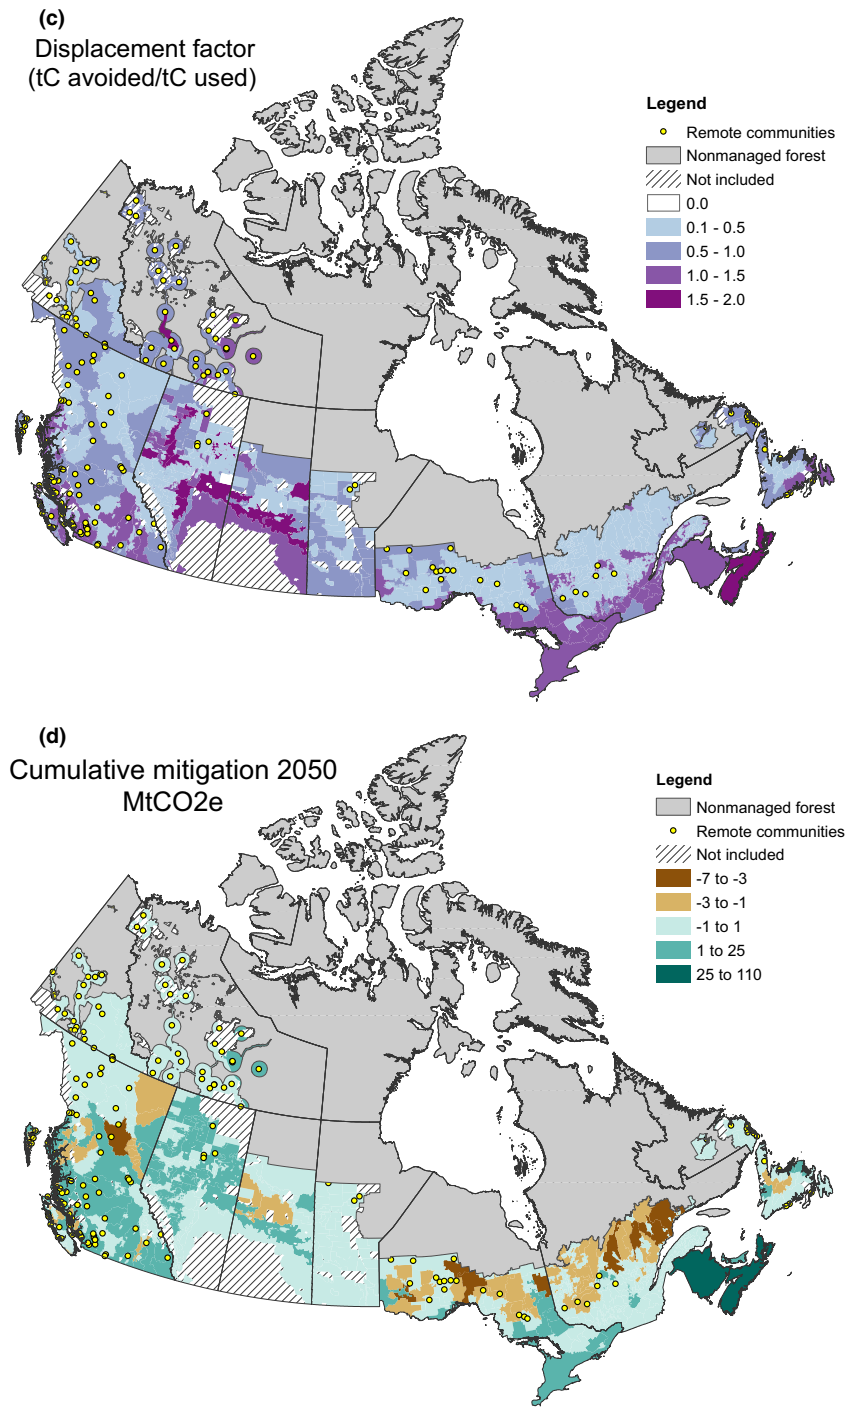 (c)
Displacement factor
(tC avoided/tC used)
Legend
Remote communities
Nonmanaged forest
Not included
0.0
0.1 - 0.5
0.5 - 1.0
1.0 - 1.5
1.5 - 2.0
(d)
Cumulative mitigation 2050
MtCO2e
Legend
Nonmanaged forest
Remote communities
Not included
-7 to -3
-3 to -1
-1 to 1
1 to 25
25 to 110